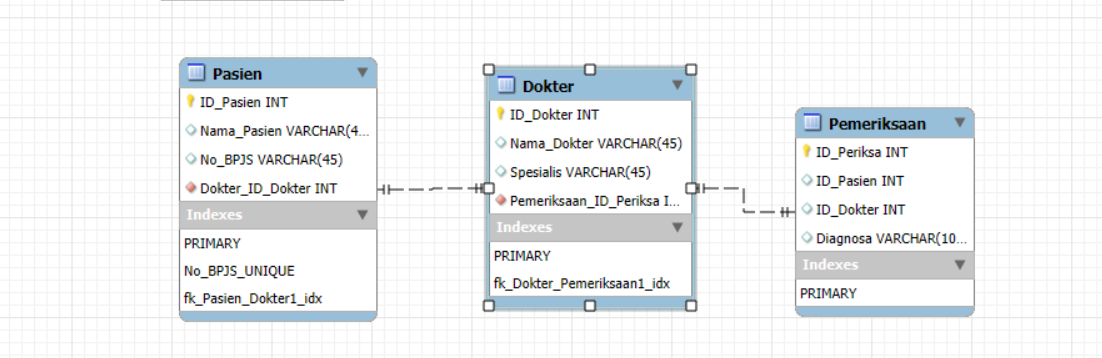 Pasien
ID_Pasien INT
Nama_Pasien VARCHAR(4...
No_BPJS VARCHAR(45)
Dokter_ID_Dokter INT
Indexes
PRIMARY
No_BPJS_UNIQUE
fk_Pasien_Dokter1_idx
Dokter
ID_Dokter INT
Nama_Dokter VARCHAR(45)
Spesialis VARCHAR(45)
Pemeriksaan_ID_Periksa I...
Indexes
PRIMARY
fk_Dokter_Pemeriksaan1_idx
Pemeriksaan
ID_Periksa INT
ID_Pasien INT
ID_Dokter INT
Diagnosa VARCHAR(10...
Indexes
PRIMARY